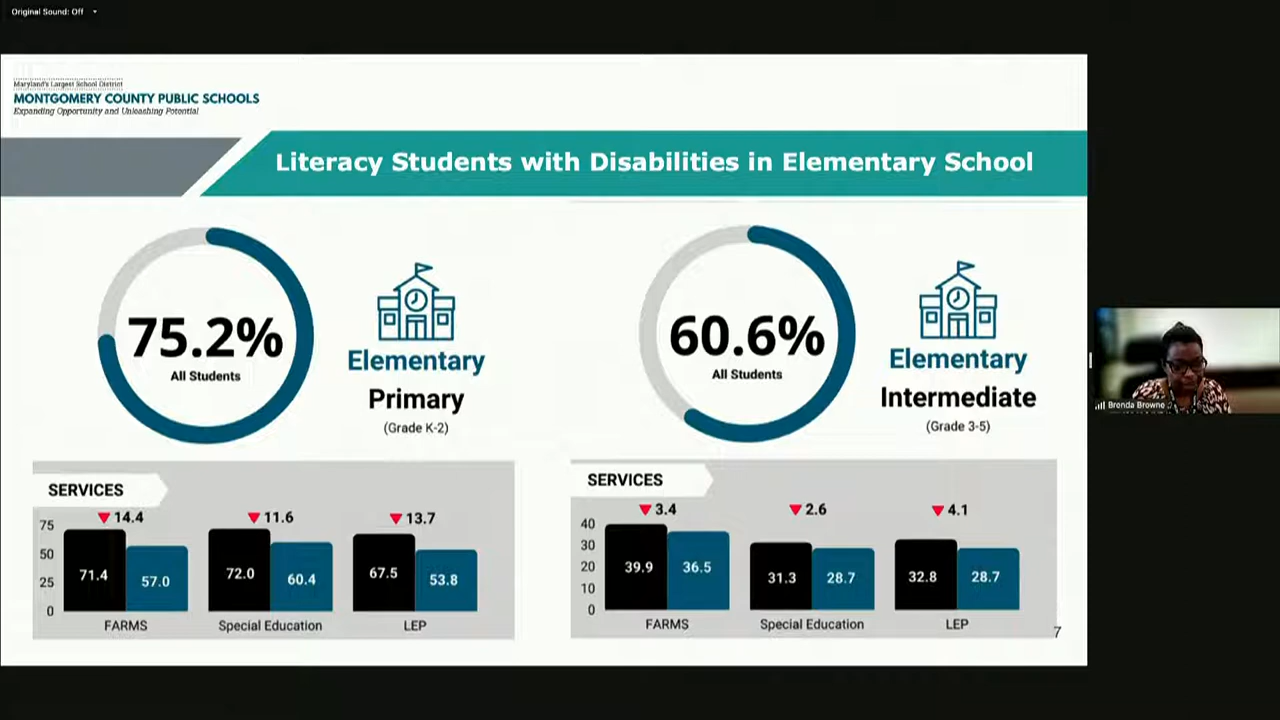 Original Sound: Off
Maryland's Largest School District
MONTGOMERY COUNTY PUBLIC SCHOOLS
Expanding Opportunity and Unleashing Potential
Literacy Students with Disabilities in Elementary School
75.2%
All Students
Elementary
Primary
(Grade K-2)
60.6%
All Students
Elementary
Intermediate
(Grade 3-5)
SERVICES
14.4
11.6
13.7
75
50
25
0
71.4
57.0
72.0
60.4
67.5
53.8
FARMS
Special Education
LEP
SERVICES
3.4
2.6
4.1
40
30
20
10
0
39.9
36.5
31.3
28.7
32.8
28.7
FARMS
Special Education
LEP
7
Brenda Browne